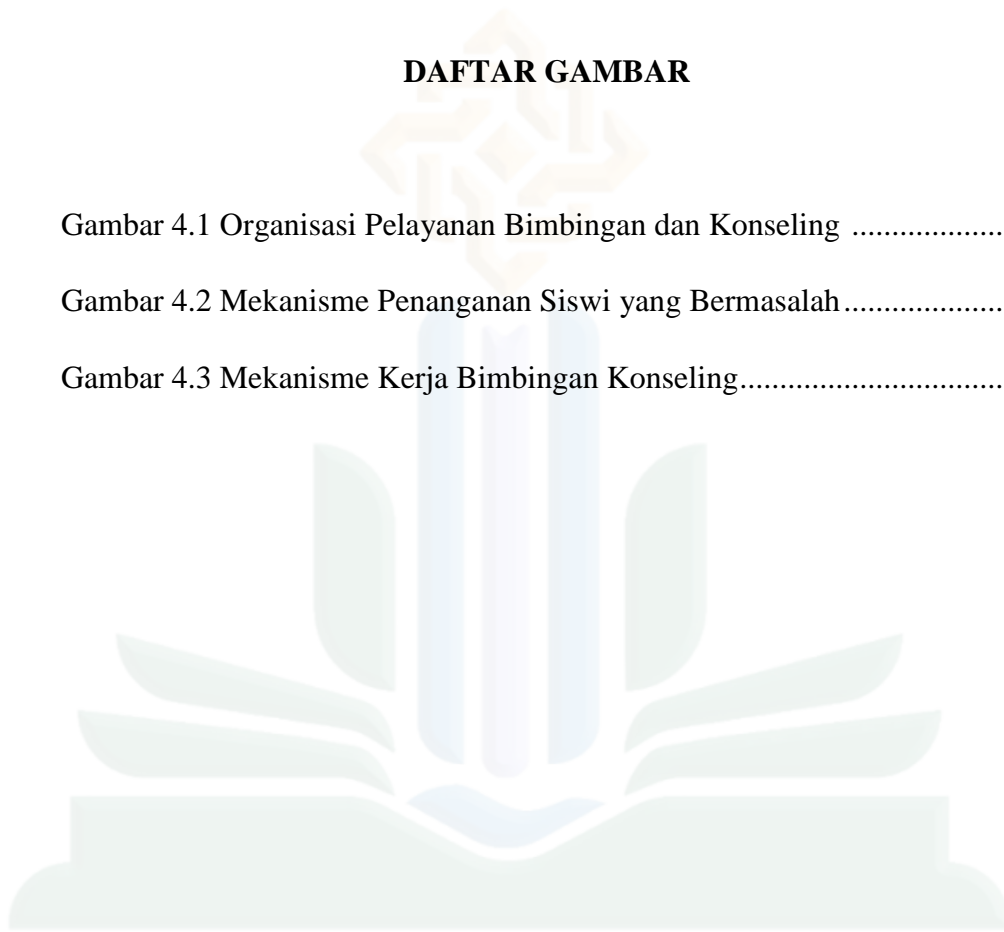 DAFTAR GAMBAR
Gambar 4.1 Organisasi Pelayanan Bimbingan dan Konseling ...................
Gambar 4.2 Mekanisme Penanganan Siswi yang Bermasalah....................
Gambar 4.3 Mekanisme Kerja Bimbingan Konseling.................................